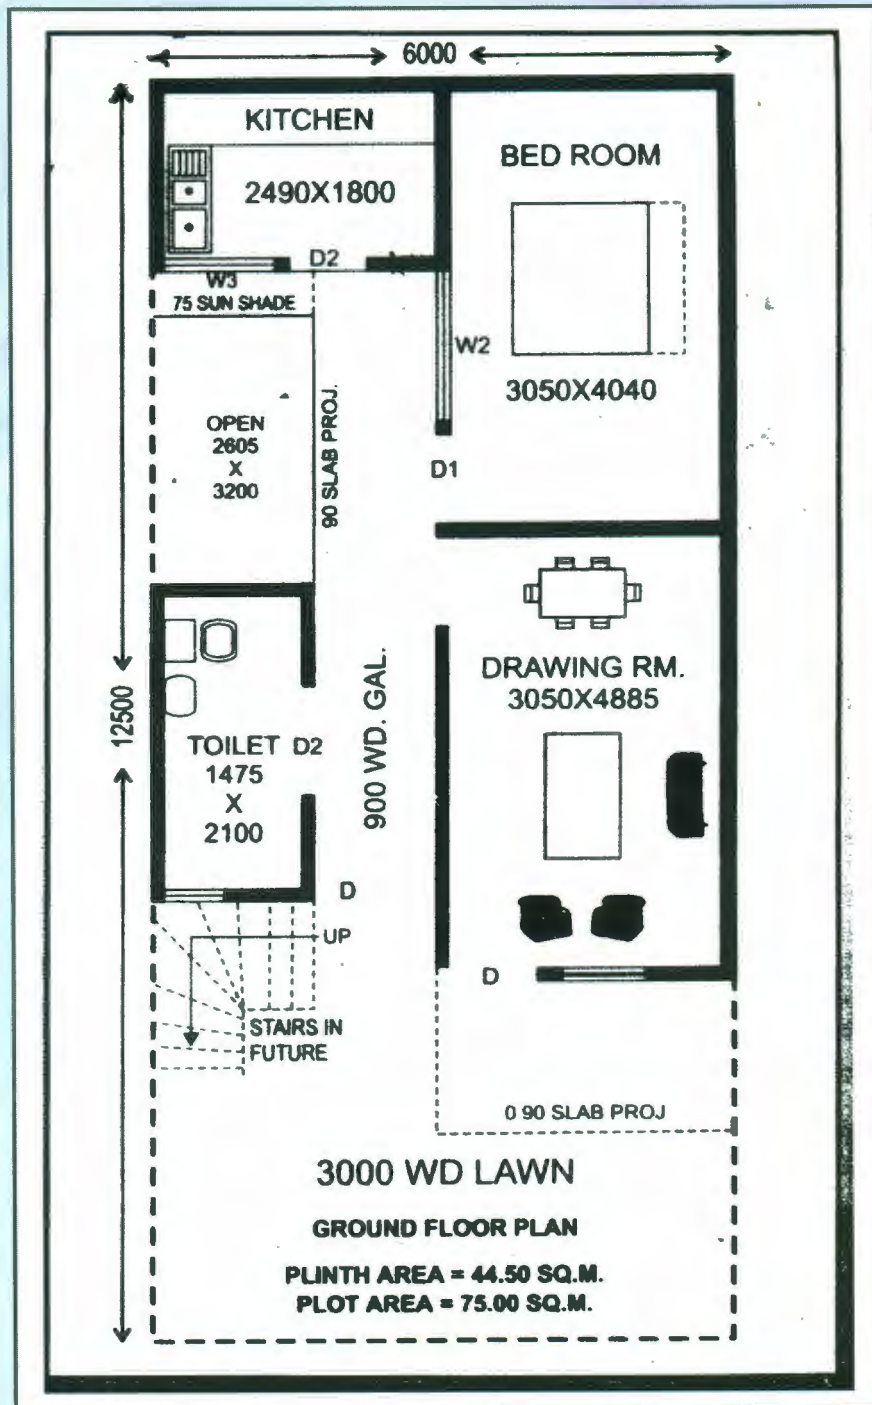 6000
KITCHEN
2490X1800
BED ROOM
D2
W3
75 SUN SHADE
W2
3050X4040
OPEN
2605
X
3200
90 SLAB PROJ.
D1
12500
DRAWING RM.
3050X4885
900 WD. GAL.
TOILET D2
1475
X
2100
D
UP
D
STAIRS IN
FUTURE
0 90 SLAB PROJ
3000 WD LAWN
GROUND FLOOR PLAN
PLINTH AREA = 44.50 SQ.M.
PLOT AREA = 75.00 SQ.M.